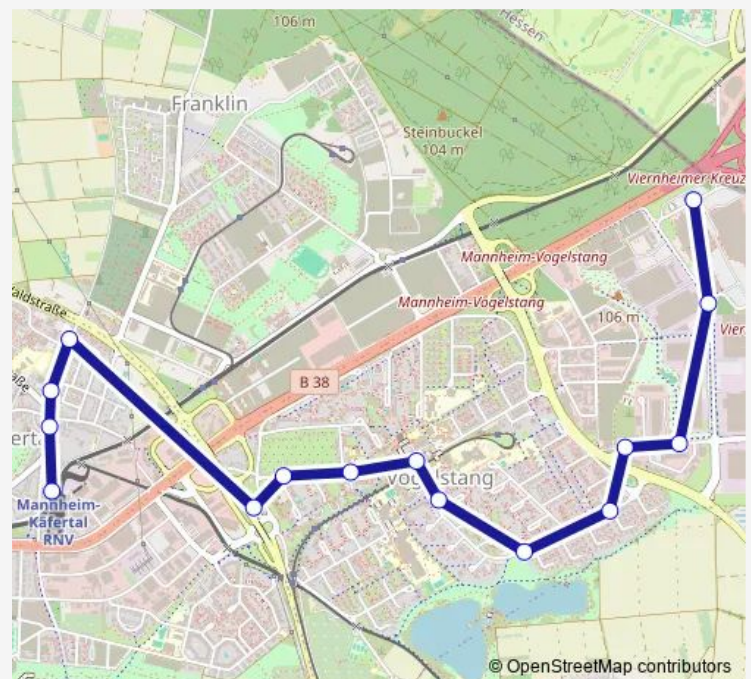 106 m
Hessen
Franklin
Steinbuckel
104 m
Viernheimer Kreuz
Mannheim-Vogelstang
Mannheim-Vogelstang
106 m
Waldstraße
B 38
Vogelstang
Mannheim-
Käfertal
RNV
© OpenStreetMap contributors